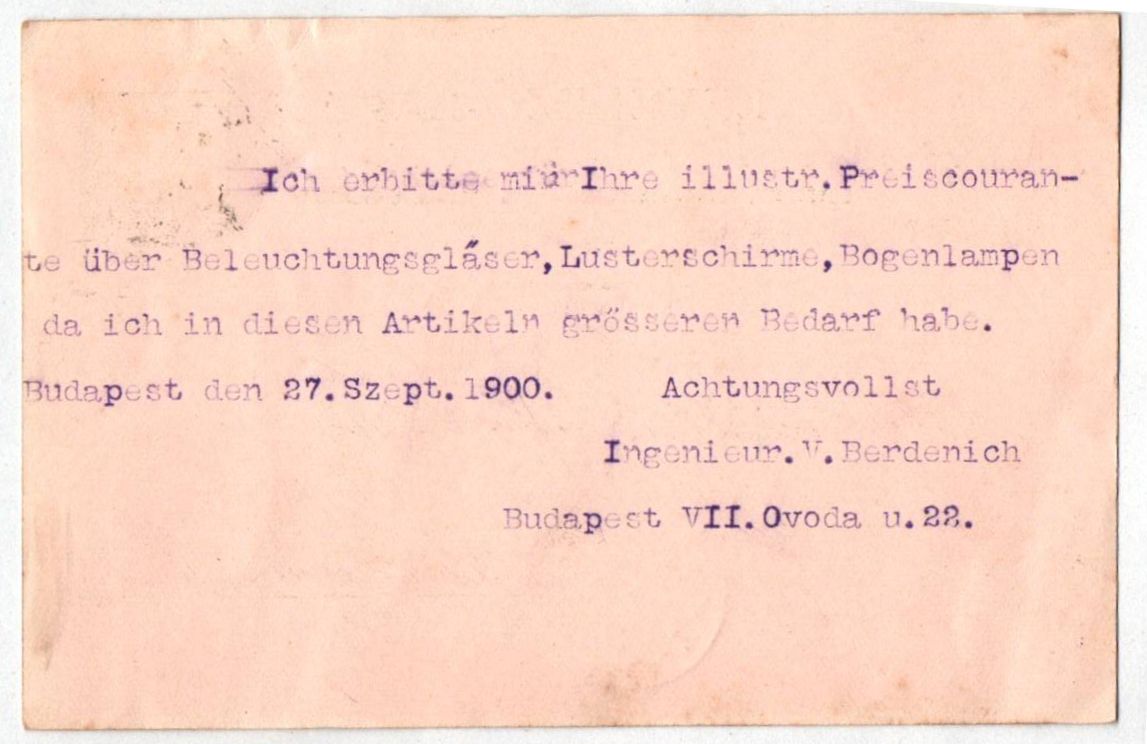 Ich erbitte mir Ihre illustr.Preiscouran-
te über Beleuchtungsgläser,Lusterschirme,Bogenlampen
da ich in diesen Artikeln grösseren Bedarf habe.
Budapest den 27.Szept.1900. Achtungsvollst
Ingenieur.V.Berdenich
Budapest VII.Ovoda u.22.